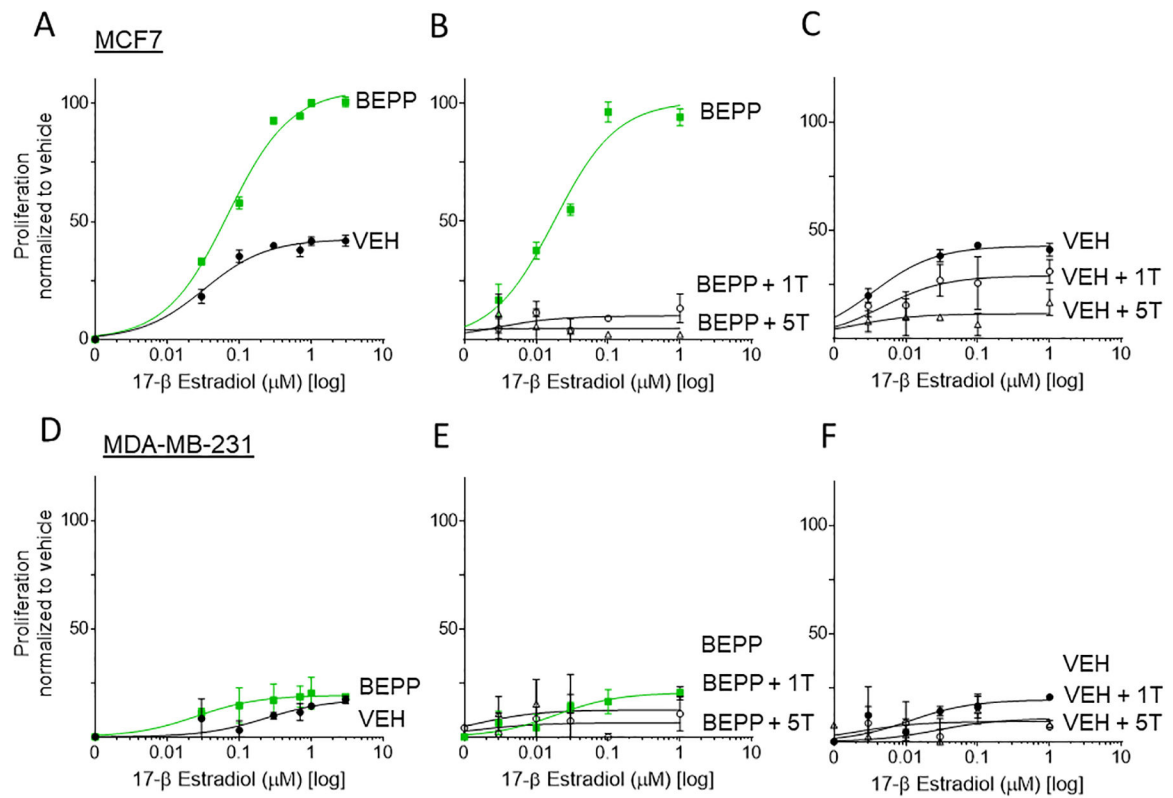 A
MCF7
Proliferation
normalized to vehicle
100
50
0
BEPP
VEH
0 0.01 0.1 1 10
17-β Estradiol (μM) [log]
B
100
50
0
BEPP
BEPP + 1T
BEPP + 5T
0 0.01 0.1 1 10
17-β Estradiol (μM) [log]
C
100
50
0
VEH
VEH + 1T
VEH + 5T
0 0.01 0.1 1 10
17-β Estradiol (μM) [log]
D
MDA-MB-231
Proliferation
normalized to vehicle
100
50
0
BEPP
VEH
0 0.01 0.1 1 10
17-β Estradiol (μM) [log]
E
100
50
0
BEPP
BEPP + 1T
BEPP + 5T
0 0.01 0.1 1 10
17-β Estradiol (μM) [log]
F
100
50
0
VEH
VEH + 1T
VEH + 5T
0 0.01 0.1 1 10
17-β Estradiol (μM) [log]